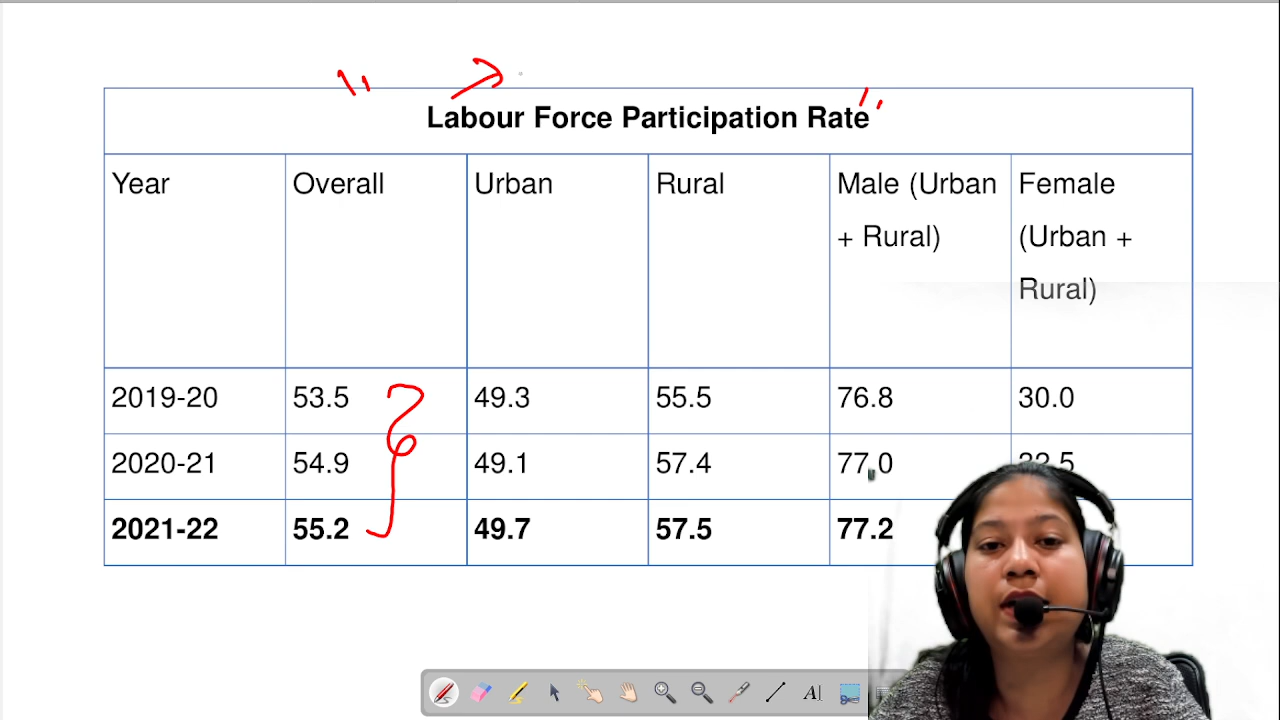 Labour Force Participation Rate
Year Overall Urban Rural Male (Urban + Rural) Female (Urban + Rural)
2019-20 53.5 49.3 55.5 76.8 30.0
2020-21 54.9 49.1 57.4 77.0
2021-22 55.2 49.7 57.5 77.2